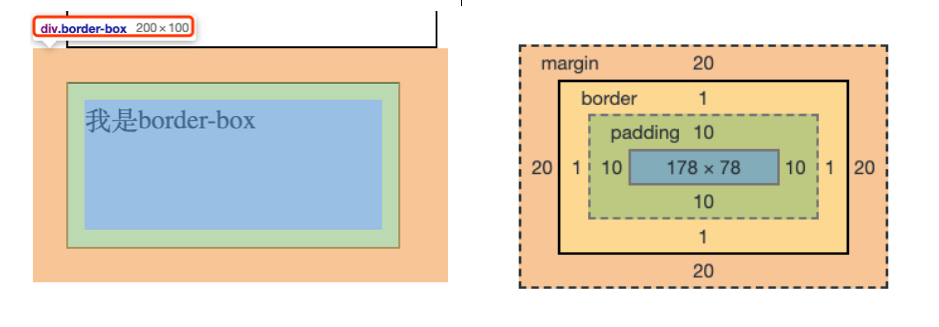 div.border-box 200 × 100
我是border-box
margin 20
border 1
padding 10
20 1 10 178 × 78 10 1 20
10
1
20